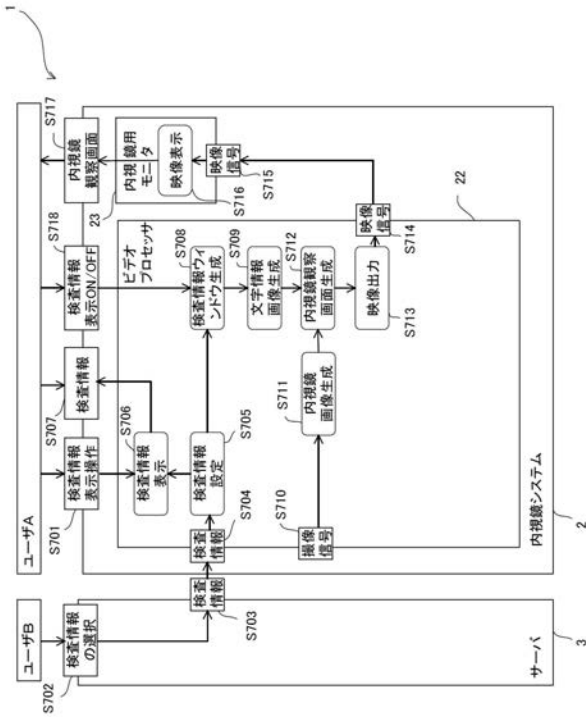 1
ユーザA
S701
検査情報
表示操作
S707
検査情報
S718
検査情報
表示ON/OFF
S717
内視鏡
観察画面
23
内視鏡用
モニタ
映像表示
S716
映像
信号
S715
ビデオ
プロセッサ
S706
検査情報
表示
S708
検査情報ウィ
ンドウ生成
S709
文字情報
画像生成
S712
内視鏡観察
画面生成
映像出力
S713
映像
信号
S714
22
S705
検査情報
設定
S711
内視鏡
画像生成
S704
検査
情報
S710
撮像
信号
内視鏡システム
2
ユーザB
S702
検査情報
の選択
検査
情報
S703
サーバ
3